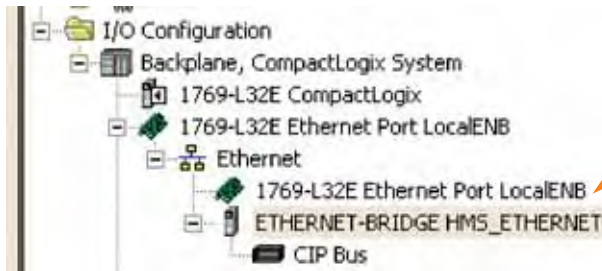 I/O Configuration
Backplane, CompactLogix System
1769-L32E CompactLogix
1769-L32E Ethernet Port LocalENB
Ethernet
1769-L32E Ethernet Port LocalENB
ETHERNET-BRIDGE HMS_ETHERNET
CIP Bus